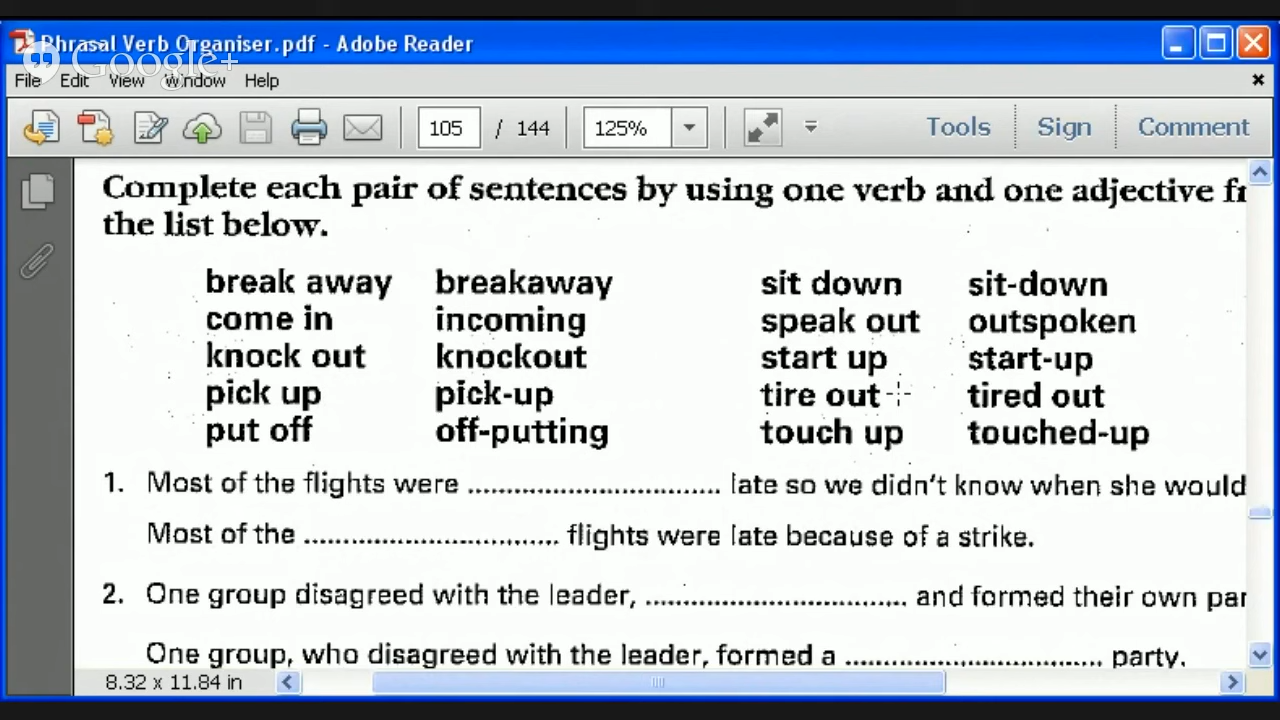 Phrasal Verb Organiser.pdf - Adobe Reader
Google+
File Edit View Window Help
105 / 144 125% Tools Sign Comment
Complete each pair of sentences by using one verb and one adjective fr
the list below.
break away breakaway sit down sit-down
come in incoming speak out outspoken
knock out knockout start up start-up
pick up pick-up tire out tired out
put off off-putting touch up touched-up
1. Most of the flights were .............................. late so we didn't know when she would
Most of the .............................. flights were late because of a strike.
2. One group disagreed with the leader, .............................. and formed their own par
One group, who disagreed with the leader, formed a .............................. party.
8.32 x 11.84 in